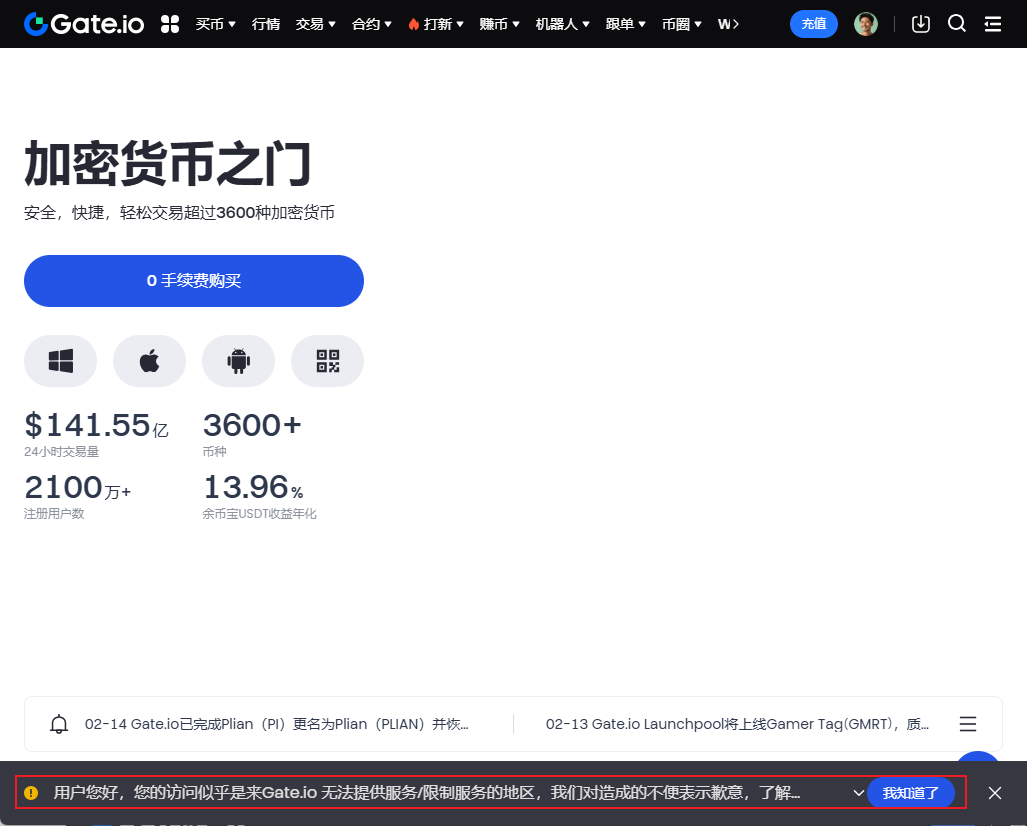 Gate.io 买币 行情 交易 合约 打新 赚币 机器人 跟单 币圈 W 充值
加密货币之门
安全，快捷，轻松交易超过3600种加密货币
0 手续费购买
$141.55亿 3600+
24小时交易量 币种
2100万+ 13.96%
注册用户数 余币宝USDT收益年化
02-14 Gate.io已完成Plian（PI）更名为Plian（PLIAN）并恢... 02-13 Gate.io Launchpool将上线Gamer Tag(GMRT)，质...
用户您好，您的访问似乎是来Gate.io 无法提供服务/限制服务的地区，我们对造成的不便表示歉意，了解... 我知道了